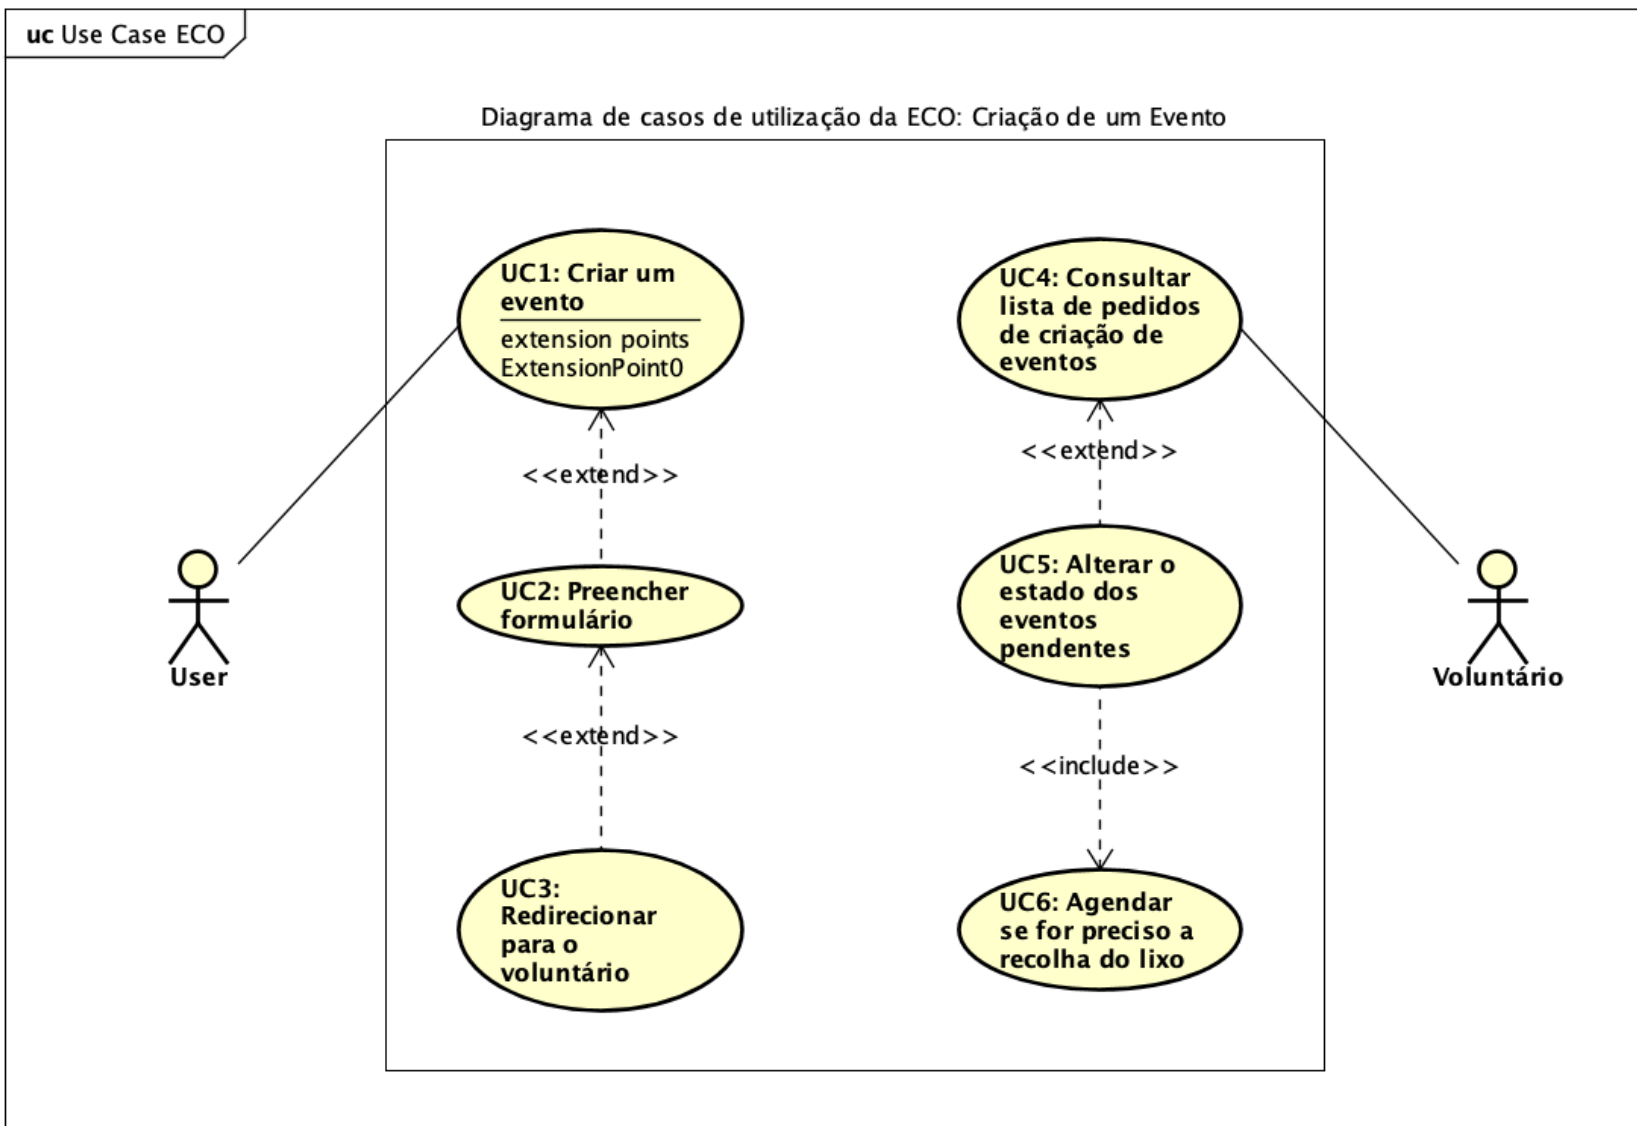 uc Use Case ECO
Diagrama de casos de utilização da ECO: Criação de um Evento
UC1: Criar um
evento
extension points
ExtensionPoint0
<<extend>>
UC2: Preencher
formulário
<<extend>>
UC3:
Redirecionar
para o
voluntário
UC4: Consultar
lista de pedidos
de criação de
eventos
<<extend>>
UC5: Alterar o
estado dos
eventos
pendentes
<<include>>
UC6: Agendar
se for preciso a
recolha do lixo
User
Voluntário